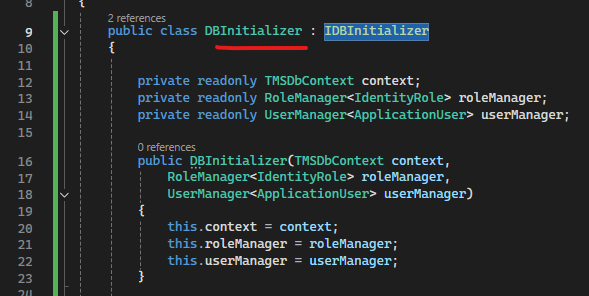 8 {
2 references
9 public class DBInitializer : IDBInitializer
10 {
11
12 private readonly TMSDbContext context;
13 private readonly RoleManager<IdentityRole> roleManager;
14 private readonly UserManager<ApplicationUser> userManager;
15
0 references
16 public DBInitializer(TMSDbContext context,
17 RoleManager<IdentityRole> roleManager,
18 UserManager<ApplicationUser> userManager)
19 {
20 this.context = context;
21 this.roleManager = roleManager;
22 this.userManager = userManager;
23 }
24